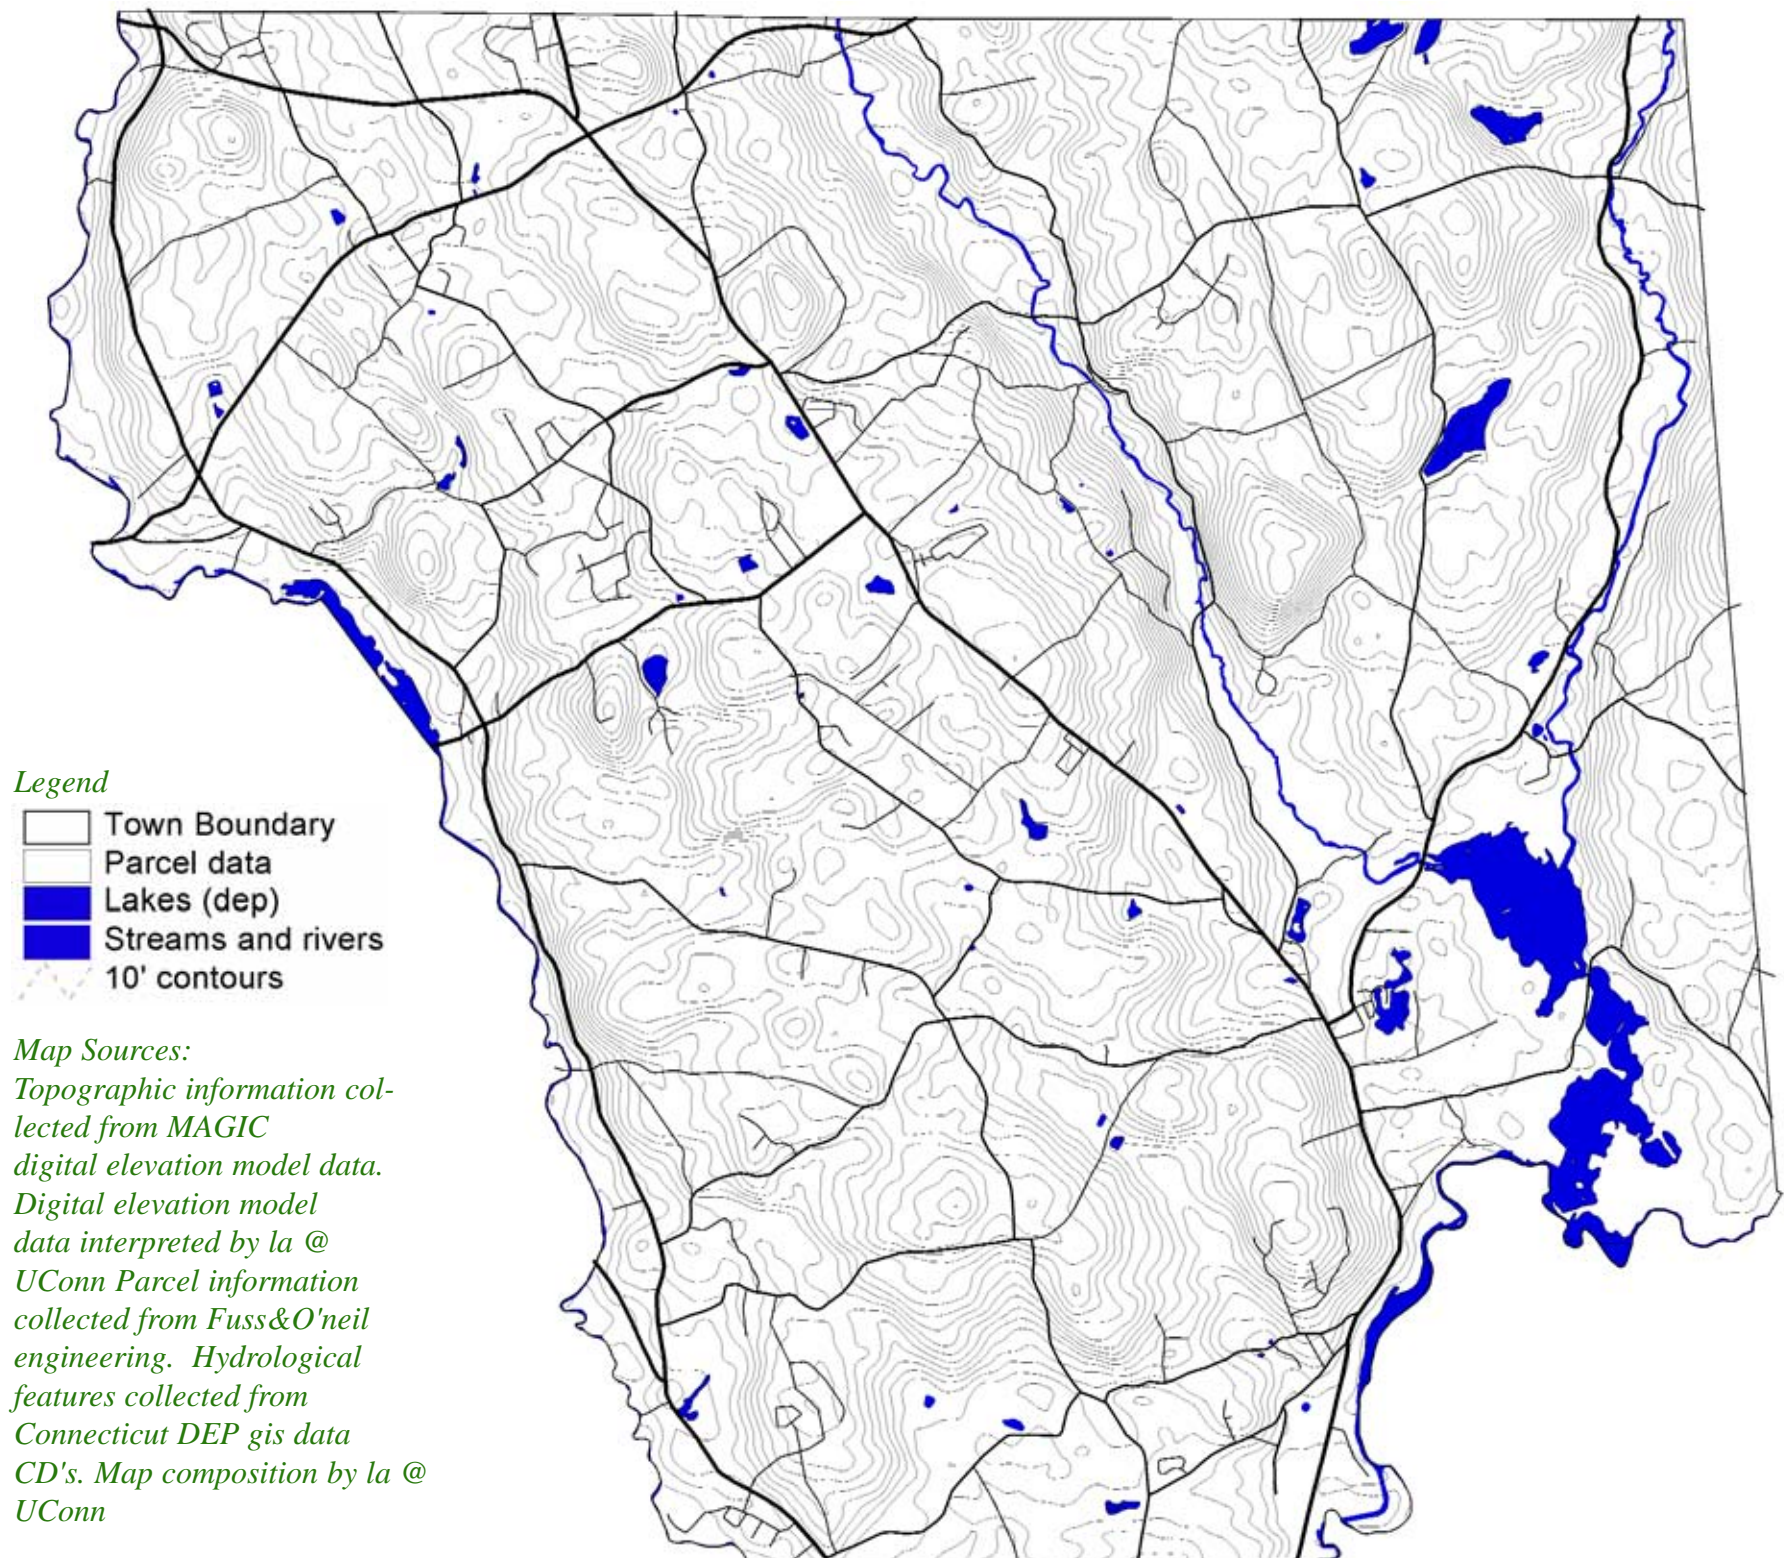 Legend
Town Boundary
Parcel data
Lakes (dep)
Streams and rivers
10' contours
Map Sources:
Topographic information col-
lected from MAGIC
digital elevation model data.
Digital elevation model
data interpreted by la @
UConn Parcel information
collected from Fuss&O'neil
engineering.  Hydrological
features collected from
Connecticut DEP gis data
CD's. Map composition by la @
UConn